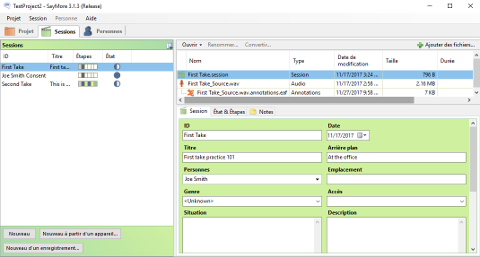 TestProject2 - SayMore 3.1.3 (Release)
Projet Session Personne Aide
Projet Sessions Personnes
Sessions
ID Titre Étapes État
First Take First ta...
Joe Smith Consent
Second Take This is ...
Nouveau Nouveau à partir d'un appareil...
Nouveau d'un enregistrement...
Ouvrir Renommer... Convertir... Ajouter des fichiers...
Nom Type Date de modification Taille Durée
First Take.session Session 11/17/2017 3:24 ... 796 B
First Take_Source.wav Audio 11/17/2017 3:58 ... 2.16 MB
First Take_Source.wav.annotations.eaf Annotations 11/27/2017 3:58 ... 7 KB
Session État & Étapes Notes
ID Date
First Take 11/17/2017
Titre Arrière plan
First take practice 101 At the office
Personnes Emplacement
Joe Smith
Genre Accès
<Unknown>
Situation Description